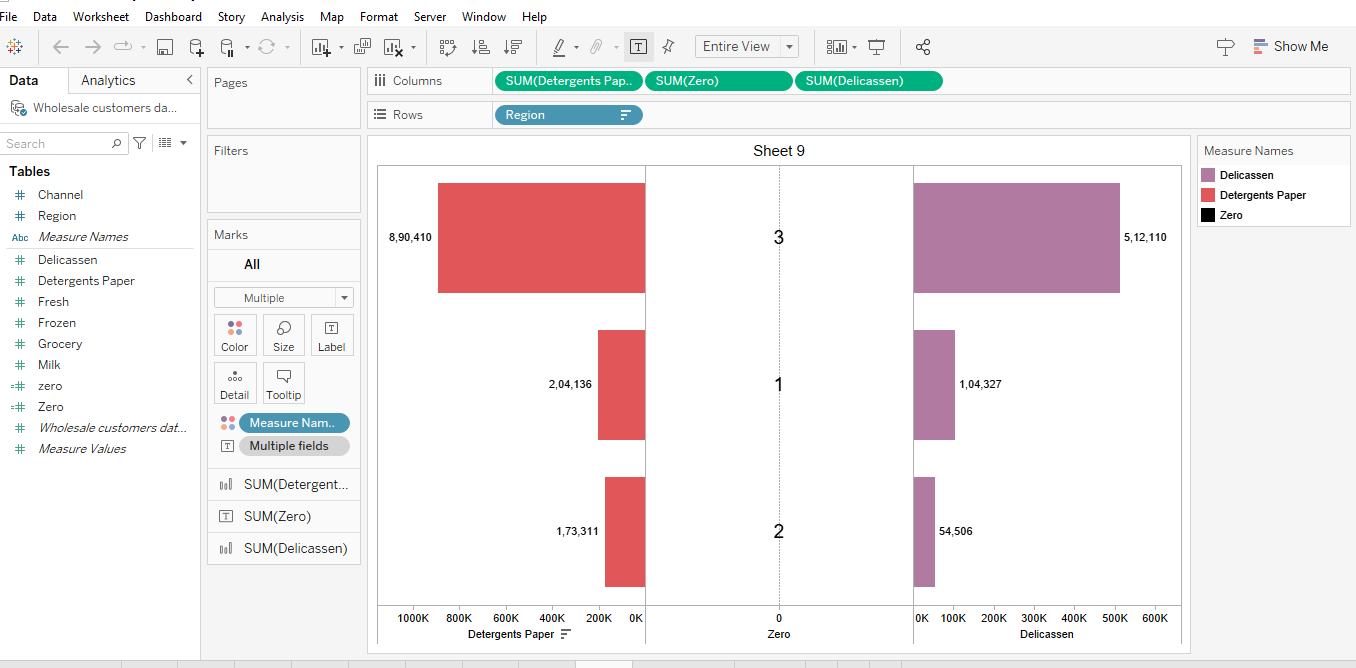 File Data Worksheet Dashboard Story Analysis Map Format Server Window Help
Entire View
Show Me
Data Analytics
Wholesale customers da...
Search
Tables
Channel
Region
Abc Measure Names
Delicassen
Detergents Paper
Fresh
Frozen
Grocery
Milk
zero
Zero
Wholesale customers dat...
Measure Values
Pages
Filters
Marks
All
Multiple
Color Size Label
Detail Tooltip
Measure Nam..
Multiple fields
SUM(Detergent...
SUM(Zero)
SUM(Delicassen)
Columns SUM(Detergents Pap.. SUM(Zero) SUM(Delicassen)
Rows Region
Sheet 9
8,90,410 3 5,12,110
2,04,136 1 1,04,327
1,73,311 2 54,506
1000K 800K 600K 400K 200K 0K 0 0K 100K 200K 300K 400K 500K 600K
Detergents Paper Zero Delicassen
Measure Names
Delicassen
Detergents Paper
Zero